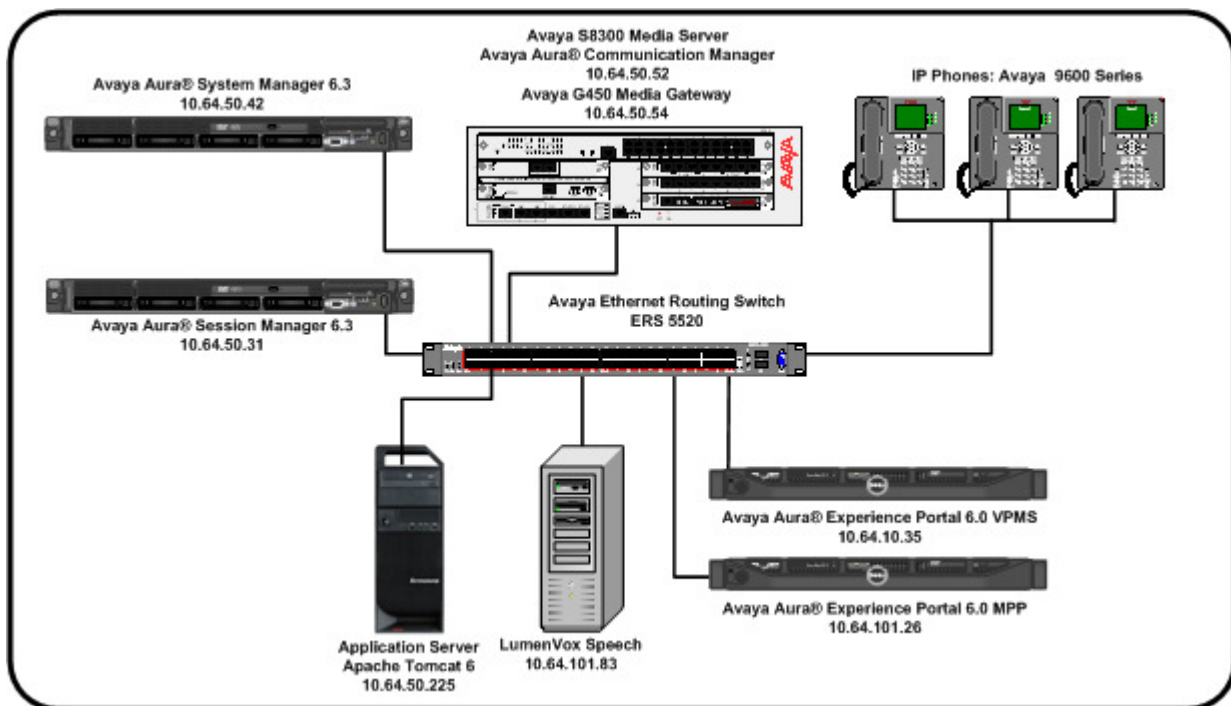 Avaya S8300 Media Server
Avaya Aura® Communication Manager
10.64.50.52
Avaya G450 Media Gateway
10.64.50.54
Avaya Aura® System Manager 6.3
10.64.50.42
IP Phones: Avaya 9600 Series
AVAYA
Avaya Aura® Session Manager 6.3
10.64.50.31
Avaya Ethernet Routing Switch
ERS 5520
Avaya Aura® Experience Portal 6.0 VPMS
10.64.10.35
Avaya Aura® Experience Portal 6.0 MPP
10.64.101.26
Application Server
Apache Tomcat 6
10.64.50.225
LumenVox Speech
10.64.101.83